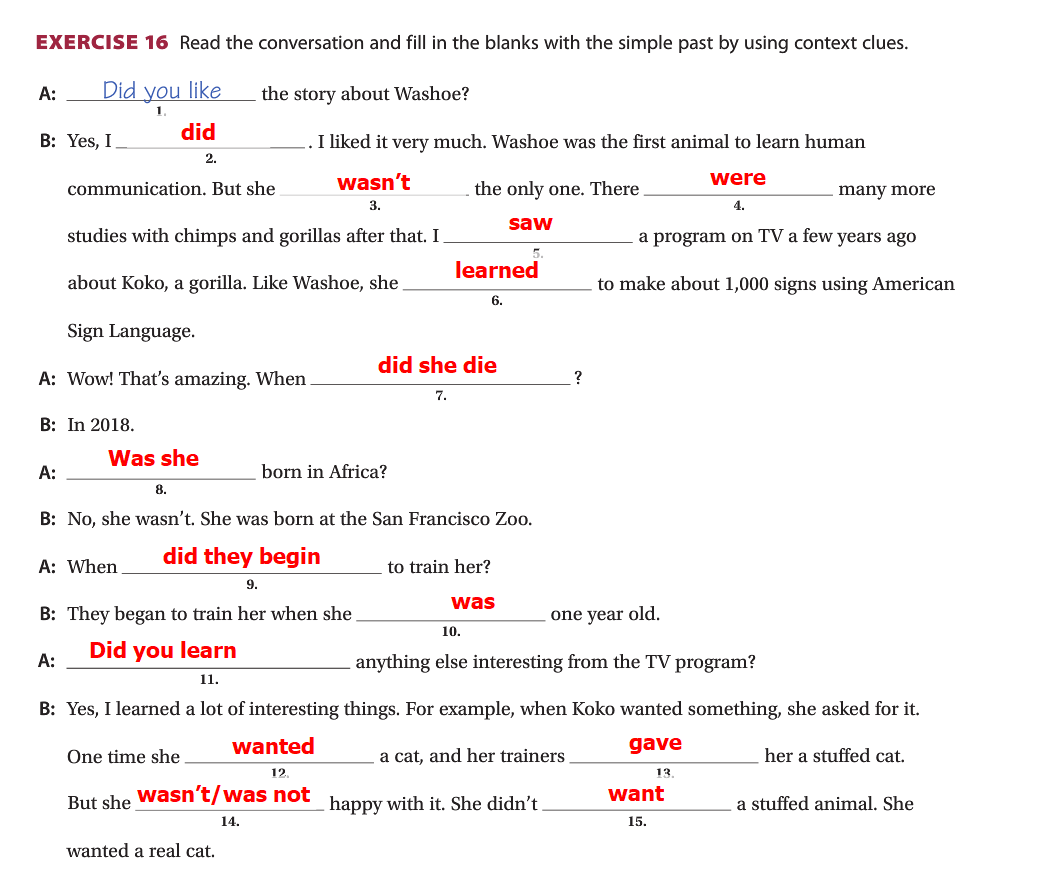 EXERCISE 16 Read the conversation and fill in the blanks with the simple past by using context clues.
A: Did you like the story about Washoe?
1.
B: Yes, I did . I liked it very much. Washoe was the first animal to learn human
2.
communication. But she wasn't the only one. There were many more
3. 4.
studies with chimps and gorillas after that. I saw a program on TV a few years ago
5.
about Koko, a gorilla. Like Washoe, she learned to make about 1,000 signs using American
6.
Sign Language.
A: Wow! That's amazing. When did she die ?
7.
B: In 2018.
A: Was she born in Africa?
8.
B: No, she wasn't. She was born at the San Francisco Zoo.
A: When did they begin to train her?
9.
B: They began to train her when she was one year old.
10.
A: Did you learn anything else interesting from the TV program?
11.
B: Yes, I learned a lot of interesting things. For example, when Koko wanted something, she asked for it.
One time she wanted a cat, and her trainers gave her a stuffed cat.
12. 13.
But she wasn't/was not happy with it. She didn't want a stuffed animal. She
14. 15.
wanted a real cat.